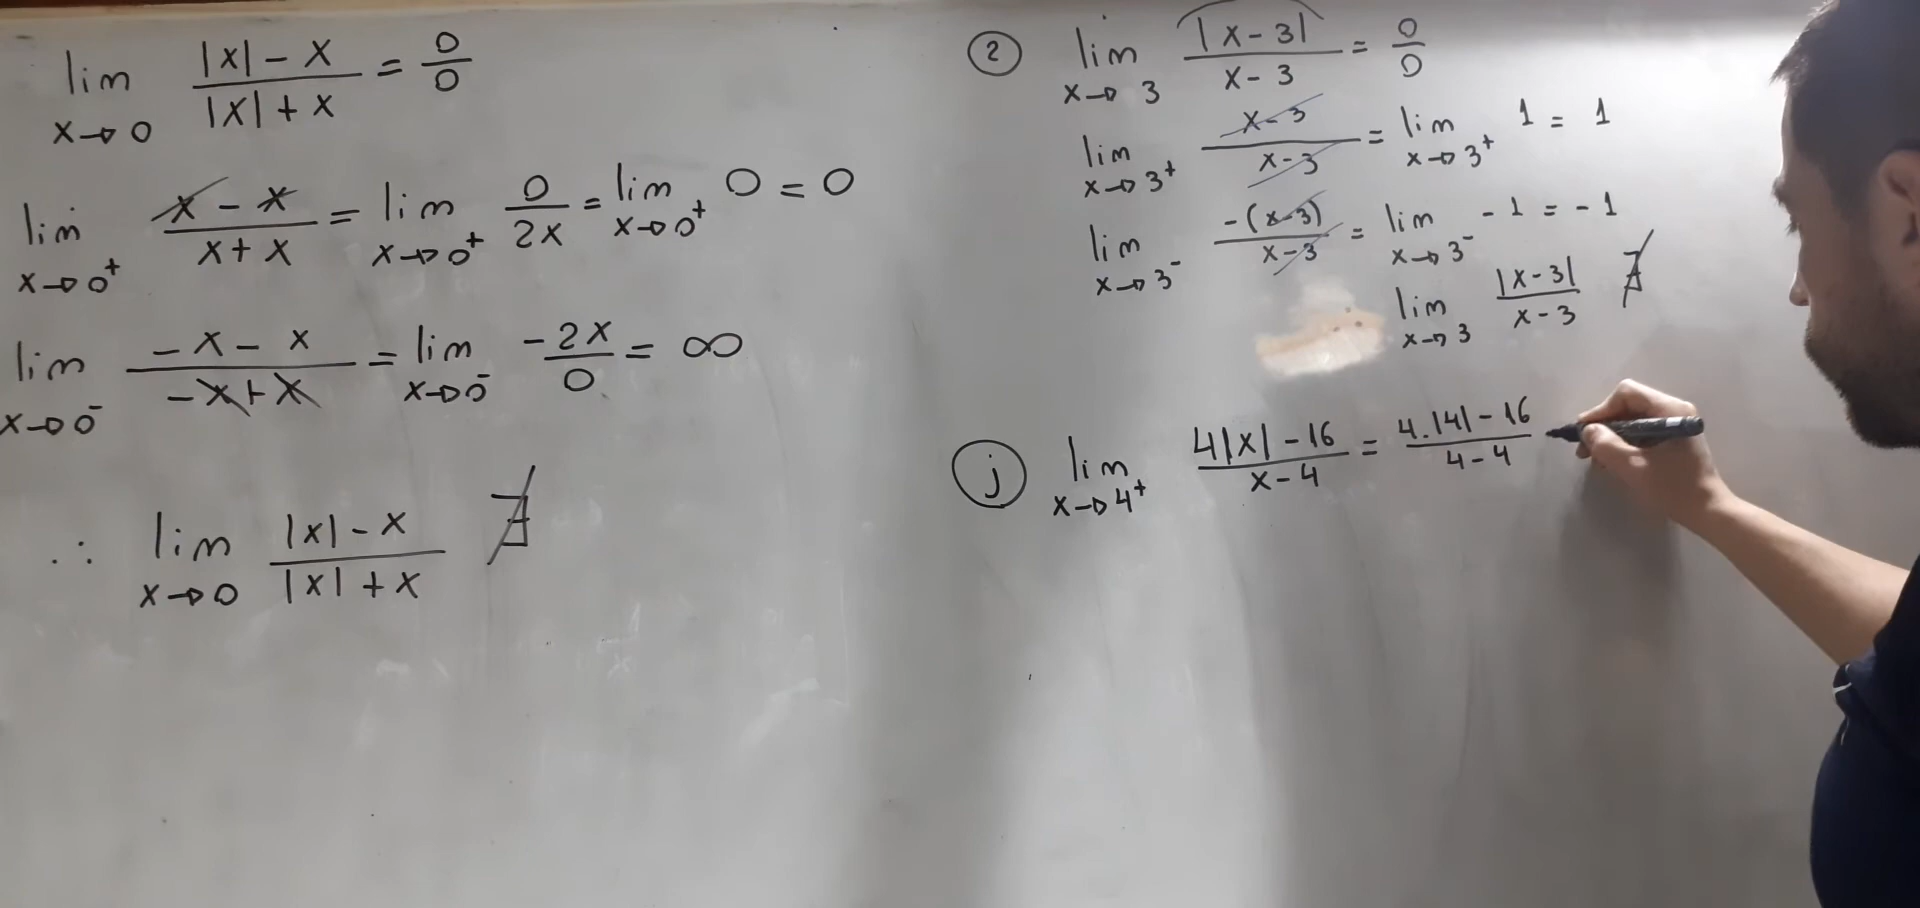 lim x→0 |x| - x / |x| + x = 0/0
lim x→0⁺ x - x / x + x = lim x→0⁺ 0/2x = lim x→0⁺ 0 = 0
lim x→0⁻ -x - x / -x + x = lim x→0⁻ -2x/0 = ∞
∴ lim x→0 |x| - x / |x| + x ∄
② lim x→3 |x - 3| / x - 3 = 0/0
lim x→3⁺ x - 3 / x - 3 = lim x→3⁺ 1 = 1
lim x→3⁻ -(x - 3) / x - 3 = lim x→3⁻ -1 = -1
lim x→3 |x - 3| / x - 3 ∄
ⓙ lim x→4⁺ 4|x| - 16 / x - 4 = 4.|4| - 16 / 4 - 4